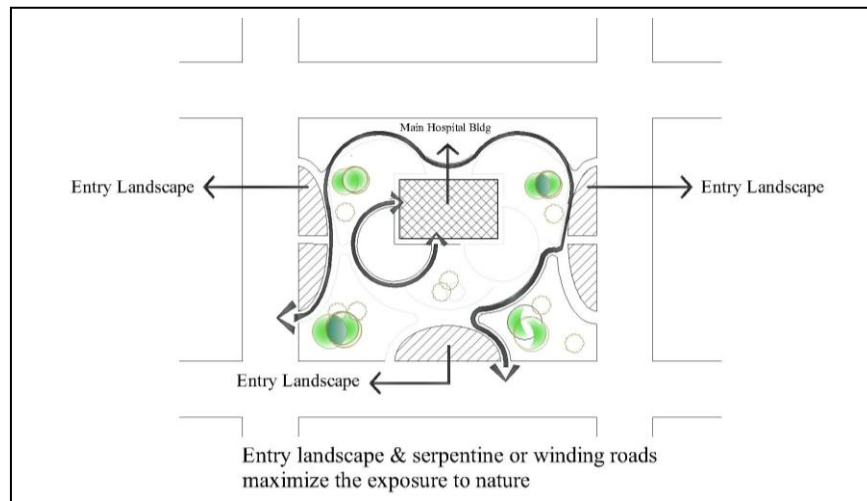 Main Hospital Bldg
Entry Landscape
Entry Landscape
Entry Landscape
Entry landscape & serpentine or winding roads
maximize the exposure to nature